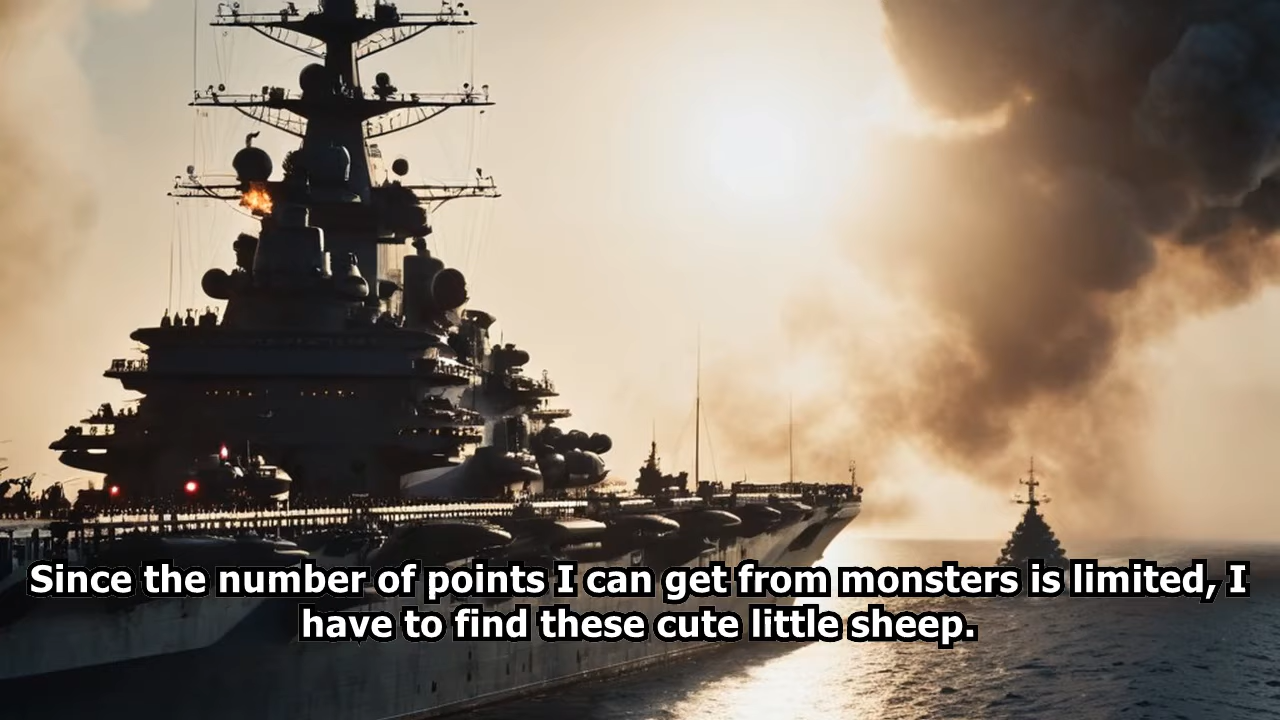 Since the number of points I can get from monsters is limited, I
have to find these cute little sheep.